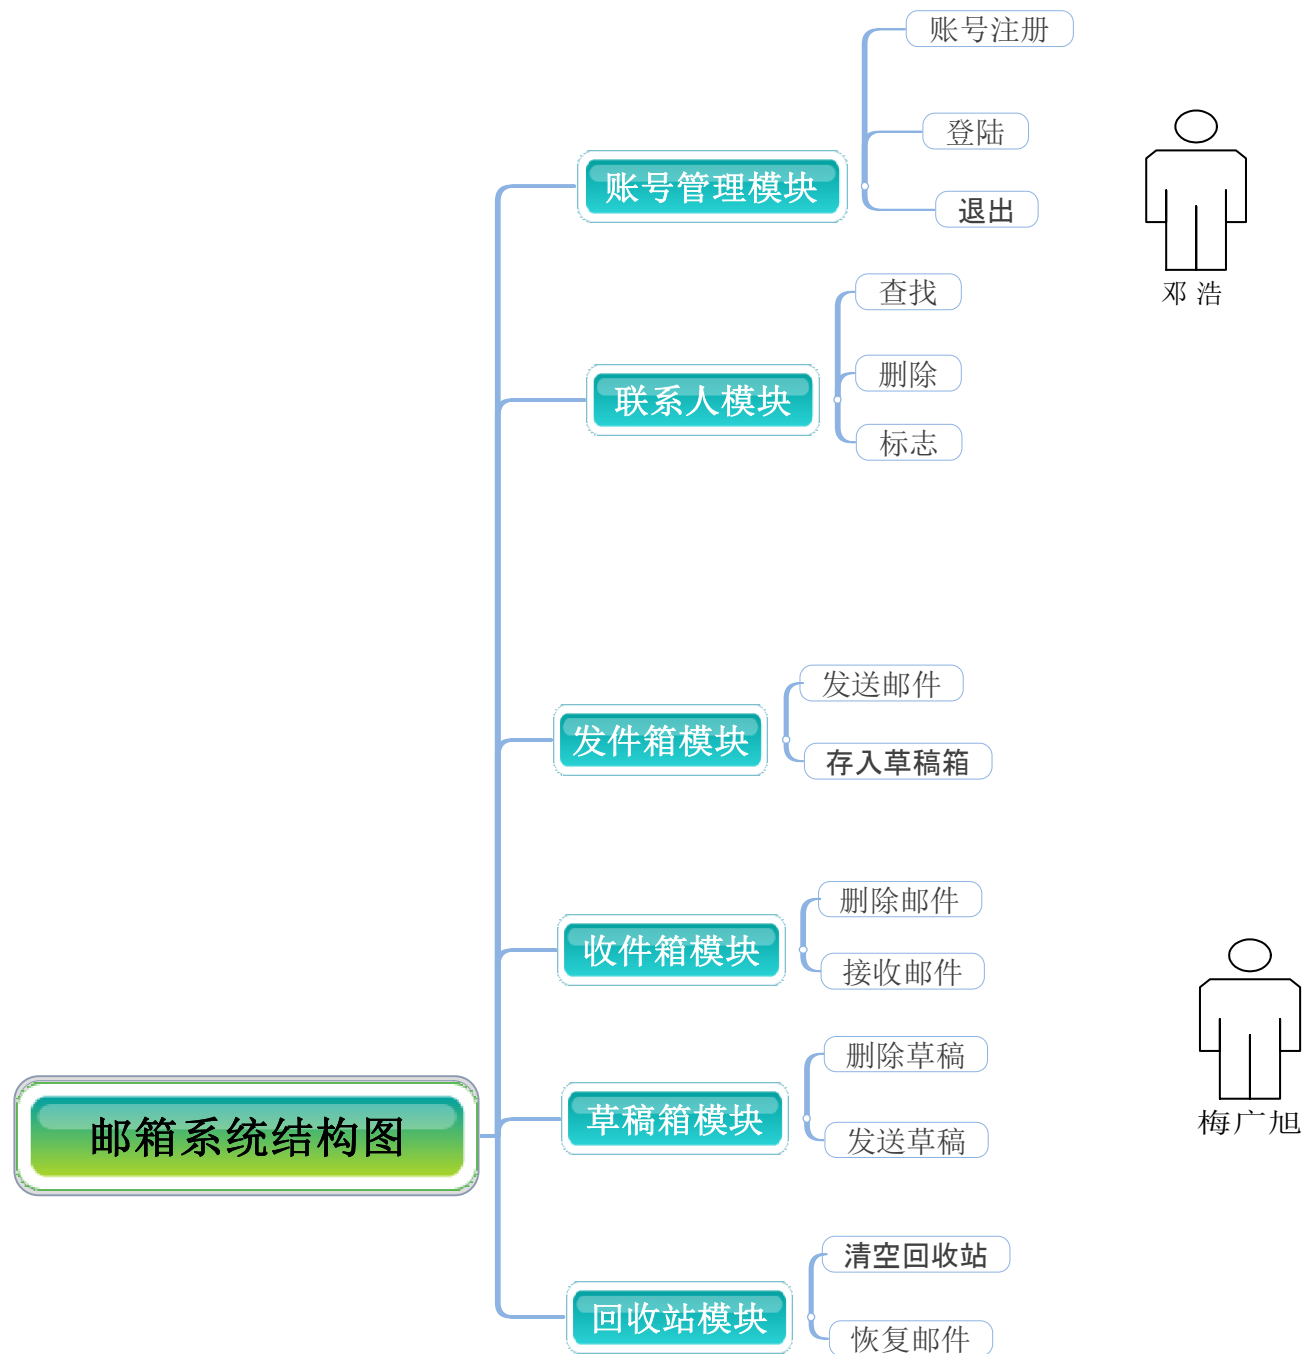 账号注册
登陆
账号管理模块
退出
邓 浩
查找
删除
联系人模块
标志
发送邮件
发件箱模块
存入草稿箱
删除邮件
收件箱模块
接收邮件
删除草稿
草稿箱模块
发送草稿
梅广旭
邮箱系统结构图
清空回收站
回收站模块
恢复邮件